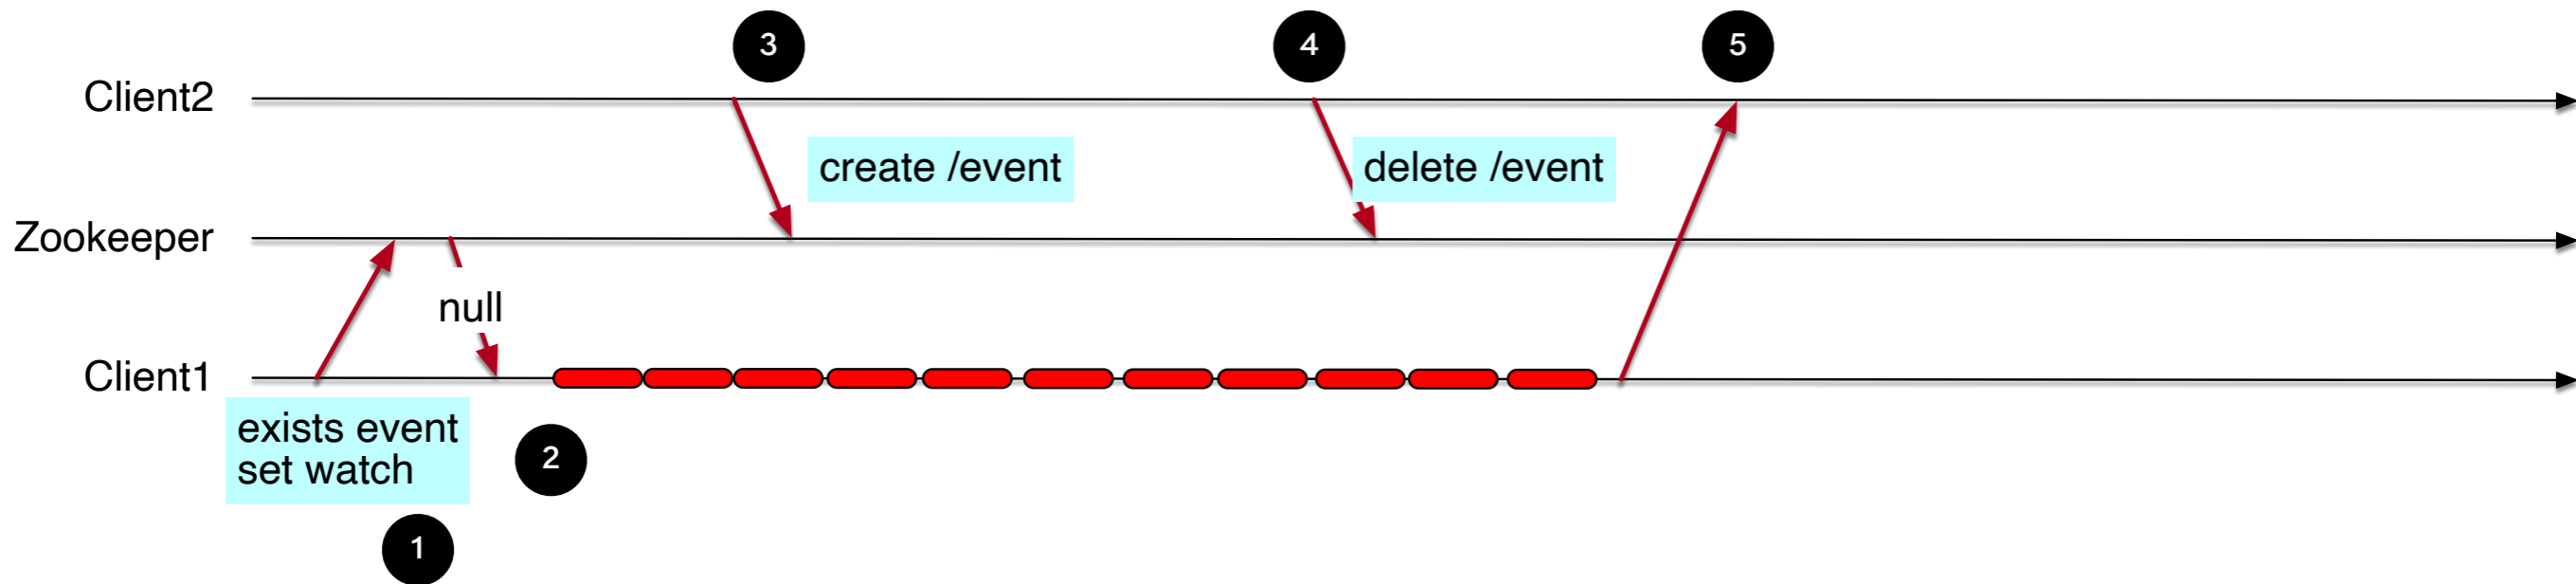 3
4
5
Client2
create /event
delete /event
Zookeeper
null
Client1
exists event
set watch
2
1